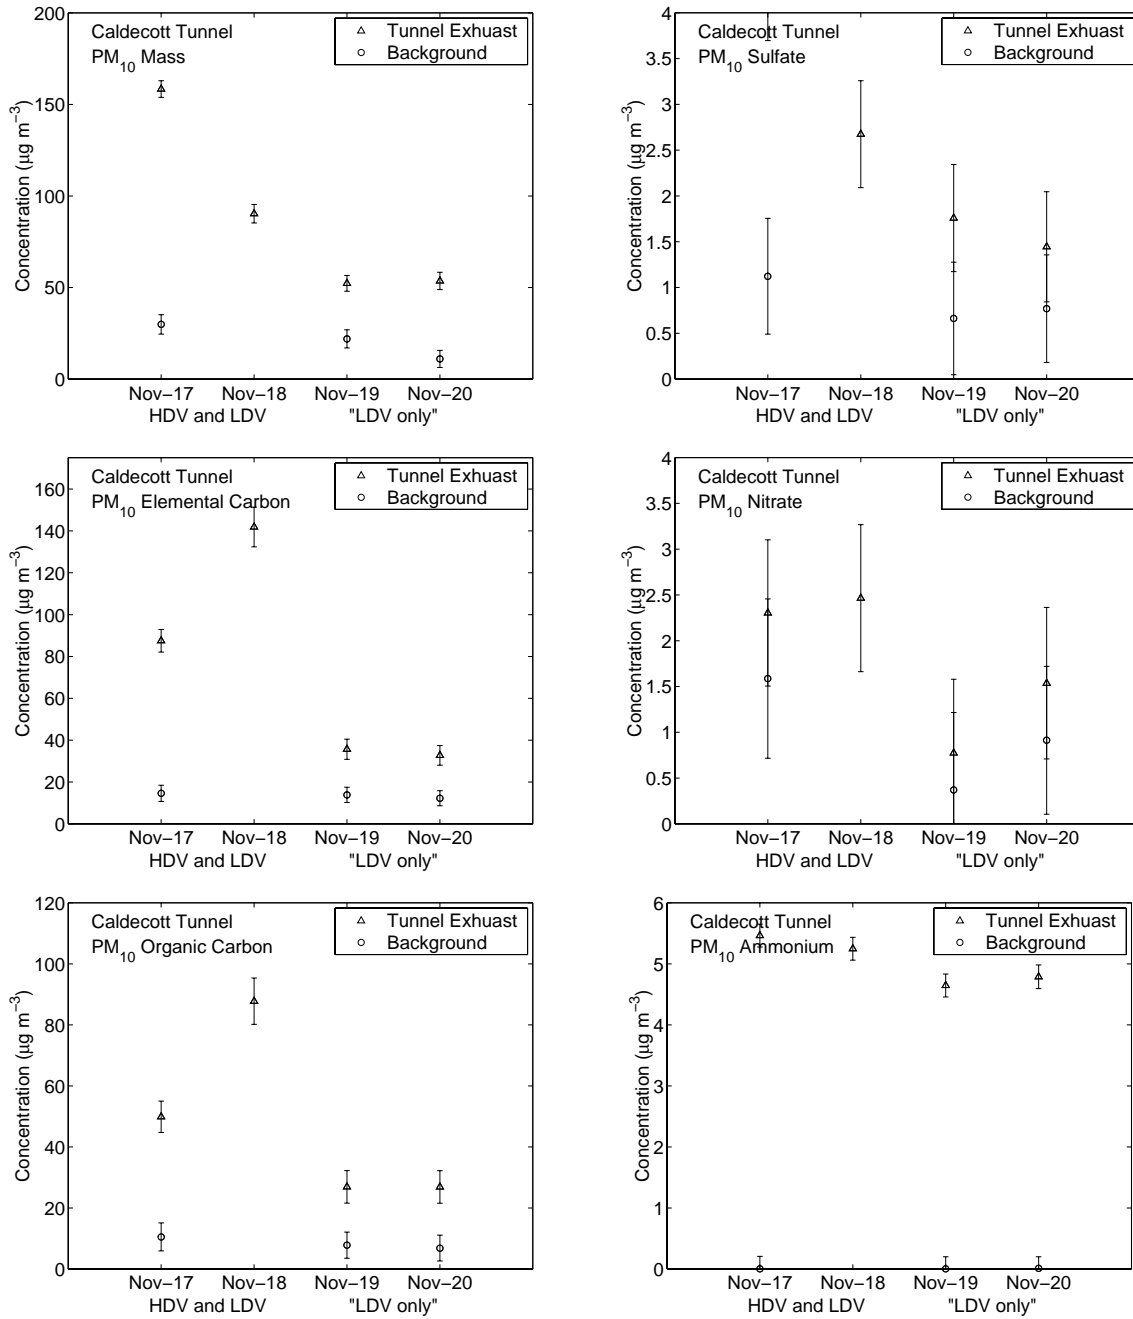 Caldecott Tunnel
PM10 Mass
Tunnel Exhuast
Background
Concentration (µg m−3)
200
150
100
50
0
Nov−17 Nov−18 Nov−19 Nov−20
HDV and LDV "LDV only"
Caldecott Tunnel
PM10 Sulfate
Tunnel Exhuast
Background
Concentration (µg m−3)
4
3.5
3
2.5
2
1.5
1
0.5
0
Nov−17 Nov−18 Nov−19 Nov−20
HDV and LDV "LDV only"
Caldecott Tunnel
PM10 Elemental Carbon
Tunnel Exhuast
Background
Concentration (µg m−3)
160
140
120
100
80
60
40
20
0
Nov−17 Nov−18 Nov−19 Nov−20
HDV and LDV "LDV only"
Caldecott Tunnel
PM10 Nitrate
Tunnel Exhuast
Background
Concentration (µg m−3)
4
3.5
3
2.5
2
1.5
1
0.5
0
Nov−17 Nov−18 Nov−19 Nov−20
HDV and LDV "LDV only"
Caldecott Tunnel
PM10 Organic Carbon
Tunnel Exhuast
Background
Concentration (µg m−3)
120
100
80
60
40
20
0
Nov−17 Nov−18 Nov−19 Nov−20
HDV and LDV "LDV only"
Caldecott Tunnel
PM10 Ammonium
Tunnel Exhuast
Background
Concentration (µg m−3)
6
5
4
3
2
1
0
Nov−17 Nov−18 Nov−19 Nov−20
HDV and LDV "LDV only"